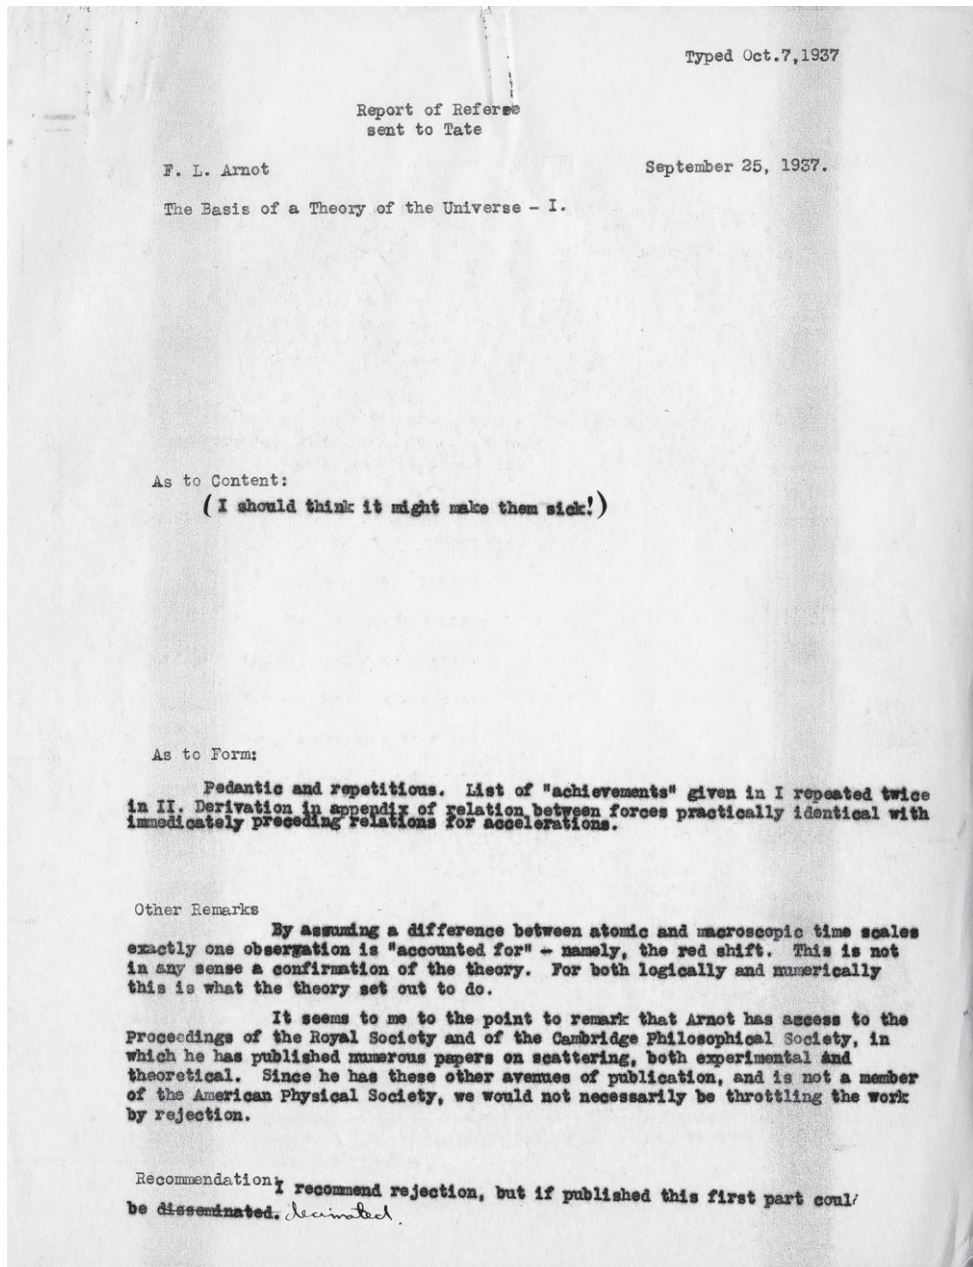 Typed Oct.7,1937
Report of Referee
sent to Tate
F. L. Arnot September 25, 1937.
The Basis of a Theory of the Universe - I.
As to Content:
(I should think it might make them sick!)
As to Form:
Pedantic and repetitious. List of "achievements" given in I repeated twice
in II. Derivation in appendix of relation between forces practically identical with
immedicately preceding relations for accelerations.
Other Remarks
By assuming a difference between atomic and macroscopic time scales
exactly one obsergation is "accounted for" - namely, the red shift. This is not
in any sense a confirmation of the theory. For both logically and numerically
this is what the theory set out to do.
It seems to me to the point to remark that Arnot has access to the
Proceedings of the Royal Society and of the Cambridge Philosophical Society, in
which he has published numerous papers on scattering, both experimental and
theoretical. Since he has these other avenues of publication, and is not a member
of the American Physical Society, we would not necessarily be throttling the work
by rejection.
Recommendation: I recommend rejection, but if published this first part coul
be disseminated. decimated.